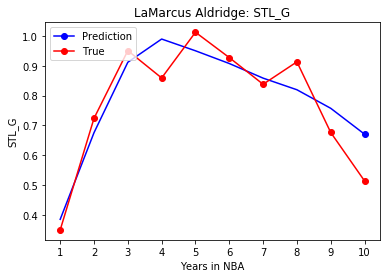 LaMarcus Aldridge: STL_G
Prediction
True
1.0
0.9
0.8
0.7
0.6
0.5
0.4
STL_G
1 2 3 4 5 6 7 8 9 10
Years in NBA